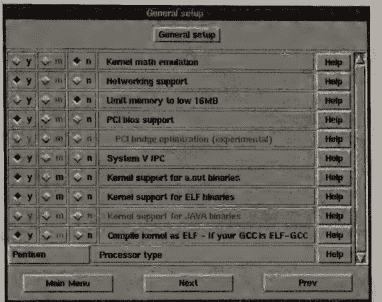 General setup
General setup
y m n Kernel math emulation Help
y m n Networking support Help
y m n Limit memory to low 16MB Help
y m n PCI bios support Help
y m n PCI bridge optimization (experimental) Help
y m n System V IPC Help
y m n Kernel support for a.out binaries Help
y m n Kernel support for ELF binaries Help
y m n Kernel support for JAVA binaries Help
y m n Compile kernel as ELF - if your GCC is ELF-GCC Help
Pentium Processor type Help
Main Menu Next Prev